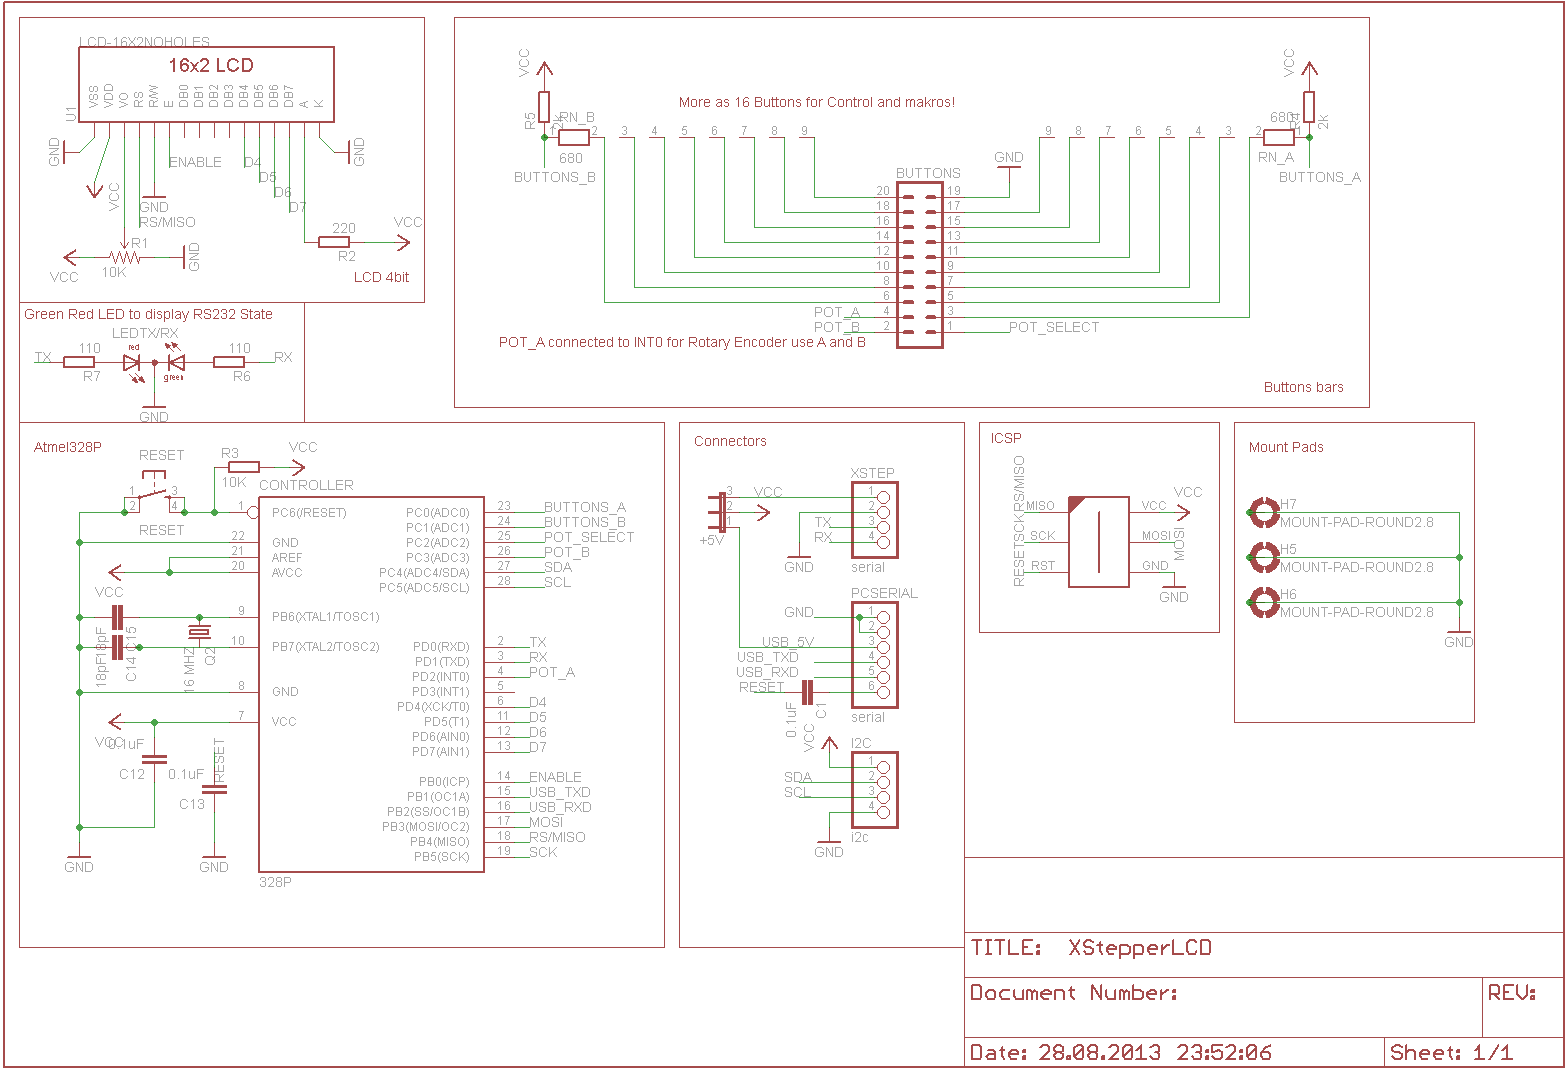 LCD-16X2NOHOLES
16x2 LCD
U1
VSS
VDD
VO
RS
R/W
E
DB0
DB1
DB2
DB3
DB4
DB5
DB6
DB7
A
K
GND
ENABLE
D4
D5
D6
D7
GND
VCC
GND
RS/MISO
R1
10K
VCC
GND
220
R2
VCC
LCD 4bit
Green Red LED to display RS232 State
LEDTX/RX
TX
110
R7
red
green
110
R6
RX
GND
VCC
R5
2k
RN_B
1
2
680
BUTTONS_B
3
4
5
6
7
8
9
More as 16 Buttons for Control and makros!
9
8
7
6
5
4
3
2
1
VCC
680
R4
2k
RN_A
BUTTONS_A
GND
BUTTONS
20
19
18
17
16
15
14
13
12
11
10
9
8
7
6
5
4
3
2
1
POT_A
POT_B
POT_SELECT
POT_A connected to INT0 for Rotary Encoder use A and B
Buttons bars
Atmel328P
RESET
1
2
3
4
RESET
R3
10K
VCC
CONTROLLER
1
PC6(/RESET)
22
GND
21
AREF
20
AVCC
VCC
9
PB6(XTAL1/TOSC1)
10
PB7(XTAL2/TOSC2)
18pF
18pF
C15
C14
16 MHZ
Q2
8
GND
7
VCC
VCC
0.1uF
C12
0.1uF
C13
RESET
GND
GND
328P
PC0(ADC0) 23 BUTTONS_A
PC1(ADC1) 24 BUTTONS_B
PC2(ADC2) 25 POT_SELECT
PC3(ADC3) 26 POT_B
PC4(ADC4/SDA) 27 SDA
PC5(ADC5/SCL) 28 SCL
PD0(RXD) 2 TX
PD1(TXD) 3 RX
PD2(INT0) 4 POT_A
PD3(INT1) 5
PD4(XCK/T0) 6 D4
PD5(T1) 11 D5
PD6(AIN0) 12 D6
PD7(AIN1) 13 D7
PB0(ICP) 14 ENABLE
PB1(OC1A) 15 USB_TXD
PB2(SS/OC1B) 16 USB_RXD
PB3(MOSI/OC2) 17 MOSI
PB4(MISO) 18 RS/MISO
PB5(SCK) 19 SCK
Connectors
3
2
1
VCC
+5V
XSTEP
1
2
3
4
TX
RX
GND
serial
PCSERIAL
GND
1
2
3
4
5
6
USB_5V
USB_TXD
USB_RXD
RESET
0.1uF
C1
serial
VCC
I2C
1
2
3
4
SDA
SCL
GND
i2c
ICSP
RS/MISO
SCK
RESET
MISO
SCK
RST
VCC
MOSI
GND
VCC
MOSI
GND
Mount Pads
H7
MOUNT-PAD-ROUND2.8
H5
MOUNT-PAD-ROUND2.8
H6
MOUNT-PAD-ROUND2.8
GND
TITLE: XStepperLCD
Document Number:
REV:
Date: 28.08.2013 23:52:06
Sheet: 1/1